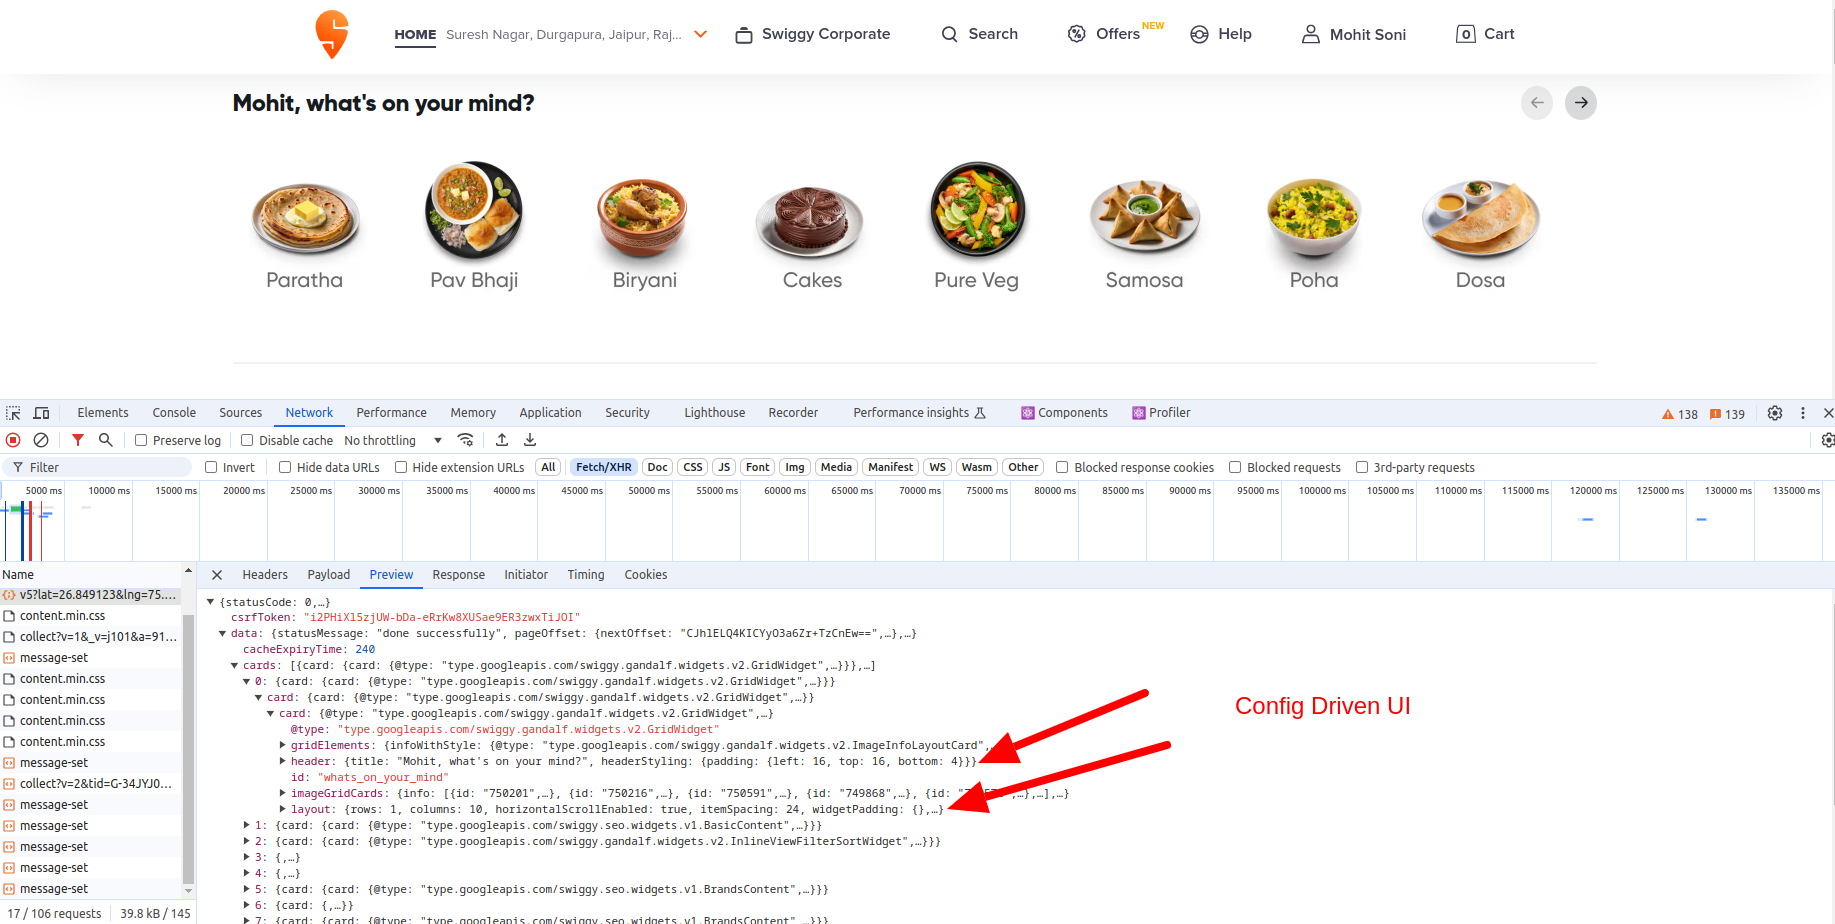 HOME Suresh Nagar, Durgapura, Jaipur, Raj... Swiggy Corporate Search Offers NEW Help Mohit Soni 0 Cart
Mohit, what's on your mind?
Paratha Pav Bhaji Biryani Cakes Pure Veg Samosa Poha Dosa
Elements Console Sources Network Performance Memory Application Security Lighthouse Recorder Performance insights Components Profiler 138 139
Preserve log Disable cache No throttling
Filter Invert Hide data URLs Hide extension URLs All Fetch/XHR Doc CSS JS Font Img Media Manifest WS Wasm Other Blocked response cookies Blocked requests 3rd-party requests
5000 ms 10000 ms 15000 ms 20000 ms 25000 ms 30000 ms 35000 ms 40000 ms 45000 ms 50000 ms 55000 ms 60000 ms 65000 ms 70000 ms 75000 ms 80000 ms 85000 ms 90000 ms 95000 ms 100000 ms 105000 ms 110000 ms 115000 ms 120000 ms 125000 ms 130000 ms 135000 ms
Name
v5?lat=26.849123&lng=75....
content.min.css
collect?v=1&_v=j101&a=91...
message-set
content.min.css
content.min.css
content.min.css
content.min.css
message-set
collect?v=2&tid=G-34JYJ0...
message-set
message-set
message-set
message-set
message-set
17 / 106 requests 39.8 kB / 145
Headers Payload Preview Response Initiator Timing Cookies
{statusCode: 0,…}
csrfToken: "i2PHiXl5zjUW-bDa-eRrKw8XUSae9ER3zwxTiJOI"
data: {statusMessage: "done successfully", pageOffset: {nextOffset: "CJhlELQ4KICYyO3a6Zr+TzCnEw==",…},…}
cacheExpiryTime: 240
cards: [{card: {card: {@type: "type.googleapis.com/swiggy.gandalf.widgets.v2.GridWidget",…}}},…]
0: {card: {card: {@type: "type.googleapis.com/swiggy.gandalf.widgets.v2.GridWidget",…}}}
card: {card: {@type: "type.googleapis.com/swiggy.gandalf.widgets.v2.GridWidget",…}}
card: {@type: "type.googleapis.com/swiggy.gandalf.widgets.v2.GridWidget",…}
@type: "type.googleapis.com/swiggy.gandalf.widgets.v2.GridWidget"
gridElements: {infoWithStyle: {@type: "type.googleapis.com/swiggy.gandalf.widgets.v2.ImageInfoLayoutCard",
header: {title: "Mohit, what's on your mind?", headerStyling: {padding: {left: 16, top: 16, bottom: 4}}}
id: "whats_on_your_mind"
imageGridCards: {info: [{id: "750201",…}, {id: "750216",…}, {id: "750591",…}, {id: "749868",…}, {id: ,…},…],…}
layout: {rows: 1, columns: 10, horizontalScrollEnabled: true, itemSpacing: 24, widgetPadding: {},…}
1: {card: {card: {@type: "type.googleapis.com/swiggy.seo.widgets.v1.BasicContent",…}}}
2: {card: {card: {@type: "type.googleapis.com/swiggy.gandalf.widgets.v2.InlineViewFilterSortWidget",…}}}
3: {,…}
4: {,…}
5: {card: {card: {@type: "type.googleapis.com/swiggy.seo.widgets.v1.BrandsContent",…}}}
6: {card: {,…}}
7: {card: {card: {@type: "type.googleapis.com/swiggy.seo.widgets.v1.BrandsContent",…}}}
Config Driven UI